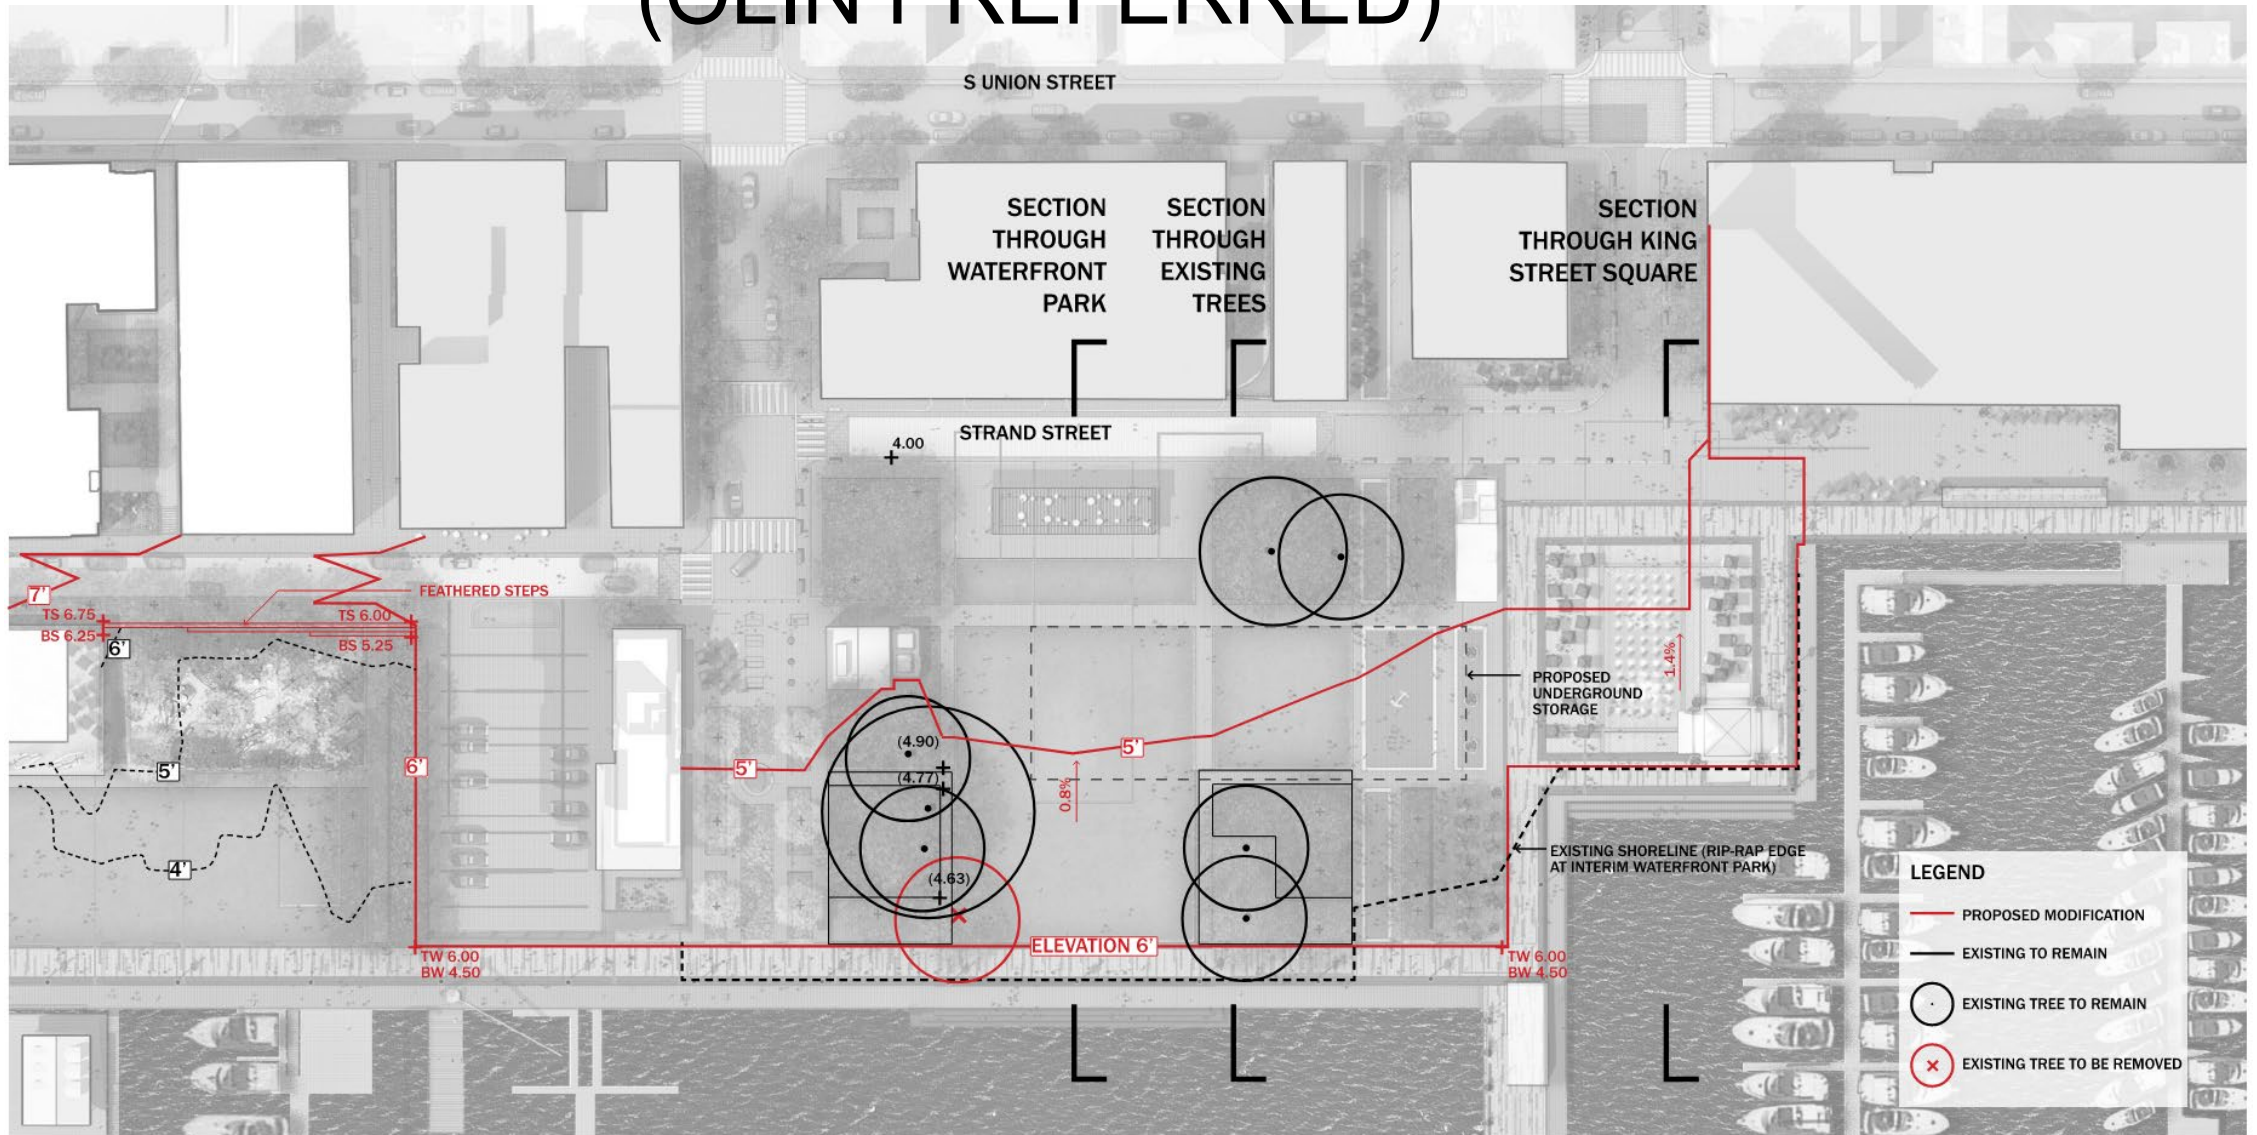 (OLIN PREFERRED)
S UNION STREET
SECTION
THROUGH
WATERFRONT
PARK
SECTION
THROUGH
EXISTING
TREES
SECTION
THROUGH KING
STREET SQUARE
4.00
STRAND STREET
FEATHERED STEPS
7'
TS 6.75
BS 6.25
6'
TS 6.00
BS 5.25
5'
4'
6'
5'
(4.90)
(4.77)
(4.63)
0.8%
5'
1.4%
PROPOSED
UNDERGROUND
STORAGE
EXISTING SHORELINE (RIP-RAP EDGE
AT INTERIM WATERFRONT PARK)
ELEVATION 6'
TW 6.00
BW 4.50
TW 6.00
BW 4.50
LEGEND
PROPOSED MODIFICATION
EXISTING TO REMAIN
EXISTING TREE TO REMAIN
EXISTING TREE TO BE REMOVED